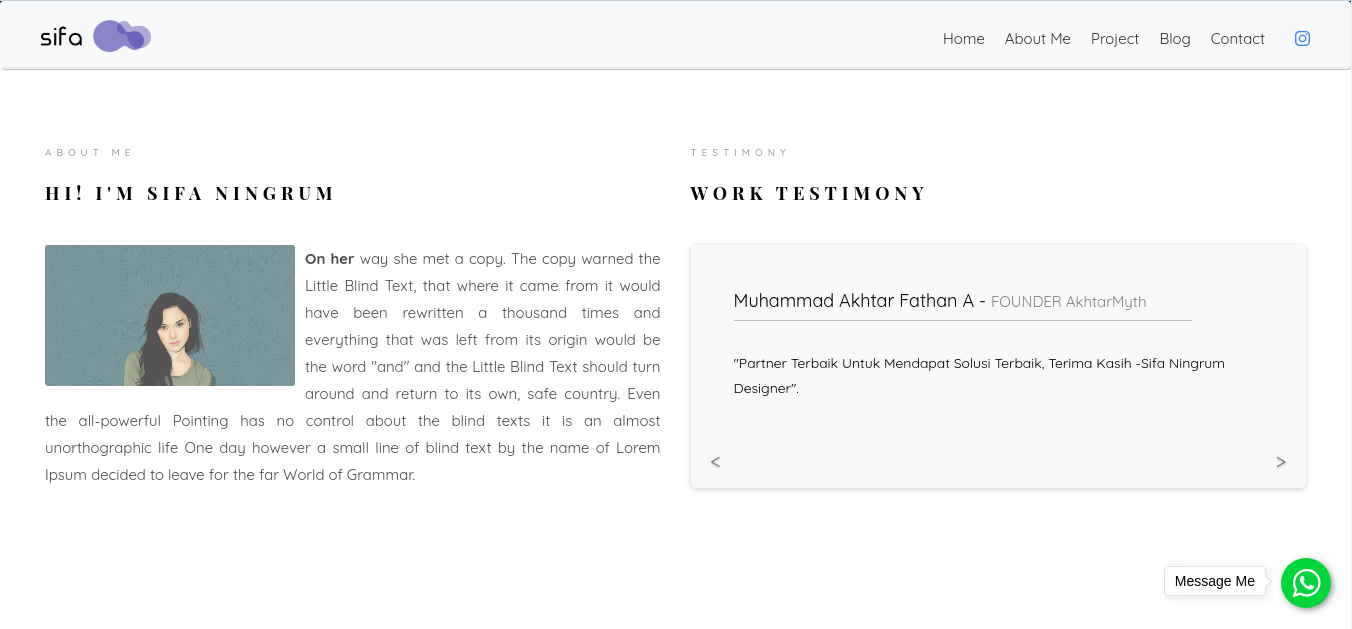 sifa
Home About Me Project Blog Contact
ABOUT ME
HI! I'M SIFA NINGRUM
On her way she met a copy. The copy warned the
Little Blind Text, that where it came from it would
have been rewritten a thousand times and
everything that was left from its origin would be
the word "and" and the Little Blind Text should turn
around and return to its own, safe country. Even
the all-powerful Pointing has no control about the blind texts it is an almost
unorthographic life One day however a small line of blind text by the name of Lorem
Ipsum decided to leave for the far World of Grammar.
TESTIMONY
WORK TESTIMONY
Muhammad Akhtar Fathan A - FOUNDER AkhtarMyth
"Partner Terbaik Untuk Mendapat Solusi Terbaik, Terima Kasih -Sifa Ningrum
Designer".
< >
Message Me